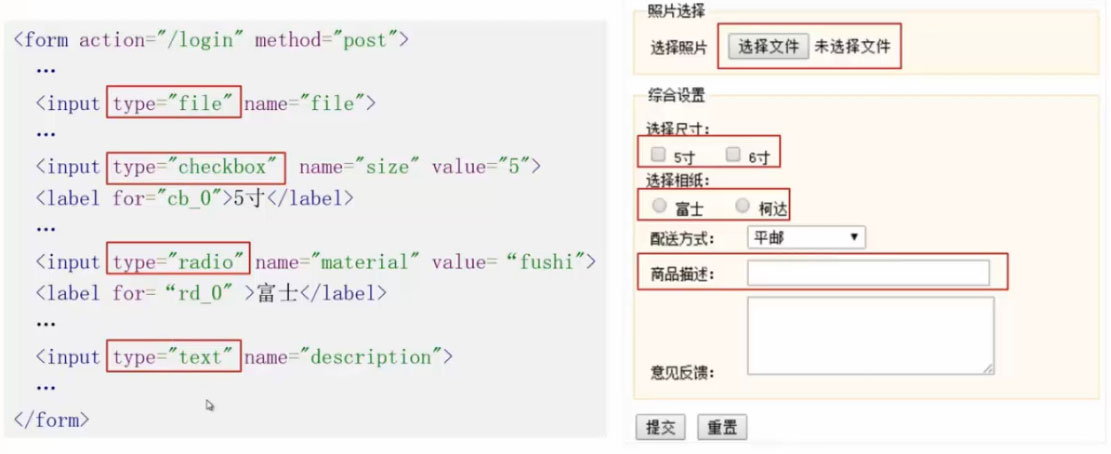 <form action="/login" method="post">
...
<input type="file" name="file">
...
<input type="checkbox" name="size" value="5">
<label for="cb_0">5寸</label>
...
<input type="radio" name="material" value=“fushi">
<label for=“rd_0" >富士</label>
...
<input type="text" name="description">
...
</form>
照片选择
选择照片 选择文件 未选择文件
综合设置
选择尺寸:
5寸 6寸
选择相纸:
富士 柯达
配送方式: 平邮
商品描述:
意见反馈:
提交 重置